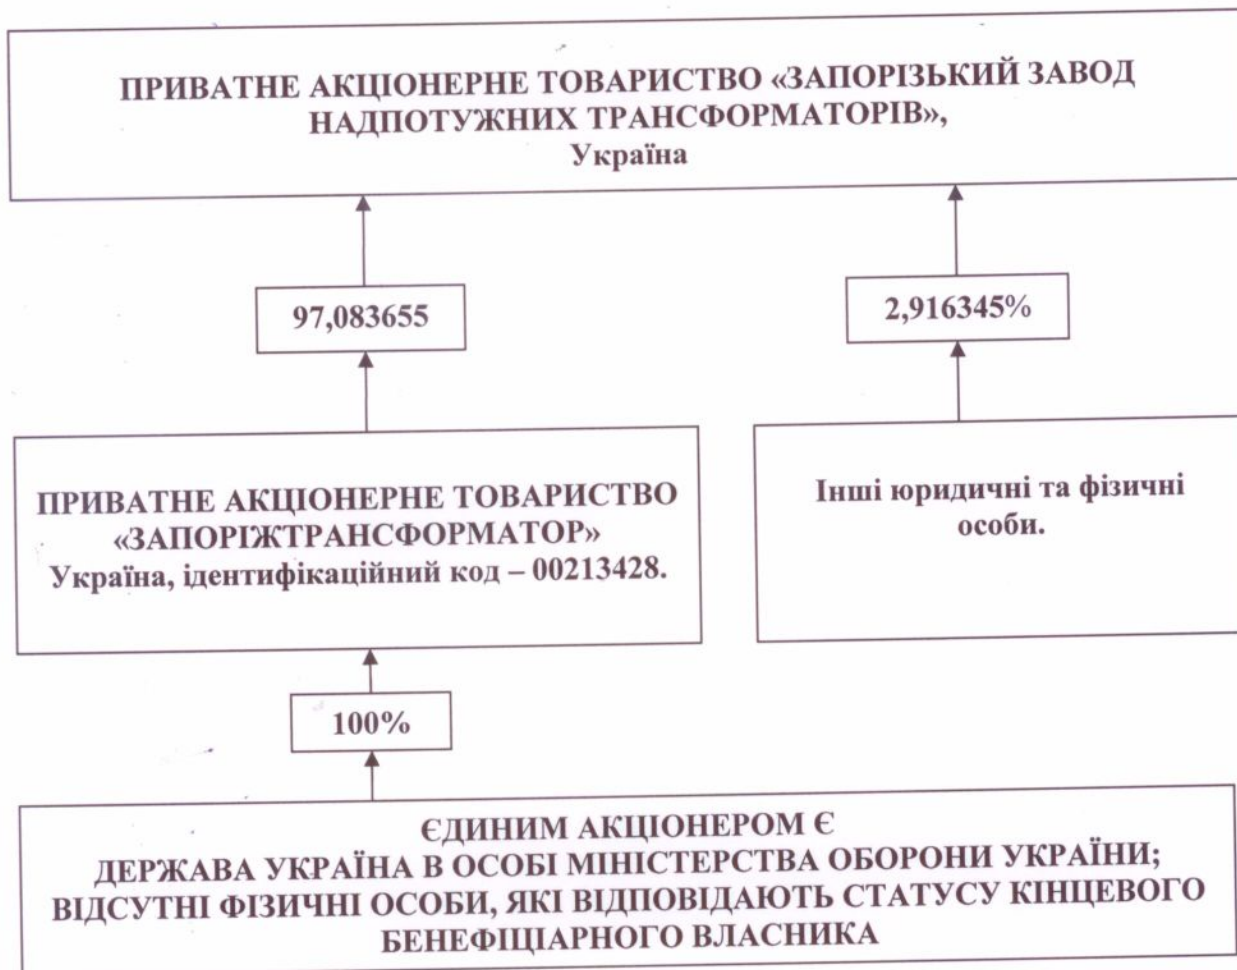 ПРИВАТНЕ АКЦІОНЕРНЕ ТОВАРИСТВО «ЗАПОРІЗЬКИЙ ЗАВОД
НАДПОТУЖНИХ ТРАНСФОРМАТОРІВ»,
Україна
97,083655
2,916345%
ПРИВАТНЕ АКЦІОНЕРНЕ ТОВАРИСТВО
«ЗАПОРІЖТРАНСФОРМАТОР»
Україна, ідентифікаційний код – 00213428.
Інші юридичні та фізичні
особи.
100%
ЄДИНИМ АКЦІОНЕРОМ Є
ДЕРЖАВА УКРАЇНА В ОСОБІ МІНІСТЕРСТВА ОБОРОНИ УКРАЇНИ;
ВІДСУТНІ ФІЗИЧНІ ОСОБИ, ЯКІ ВІДПОВІДАЮТЬ СТАТУСУ КІНЦЕВОГО
БЕНЕФІЦІАРНОГО ВЛАСНИКА